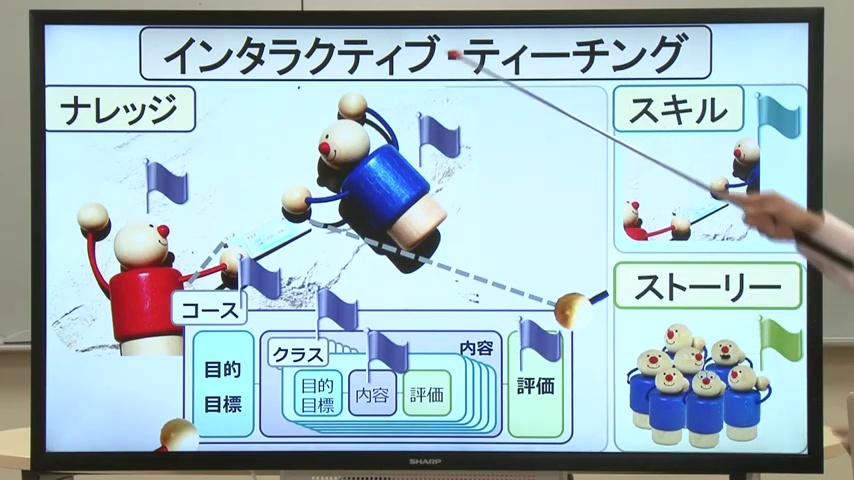 インタラクティブ・ティーチング
ナレッジ
スキル
コース
ストーリー
クラス
内容
目的
目標
目的
目標
内容
評価
評価
SHARP